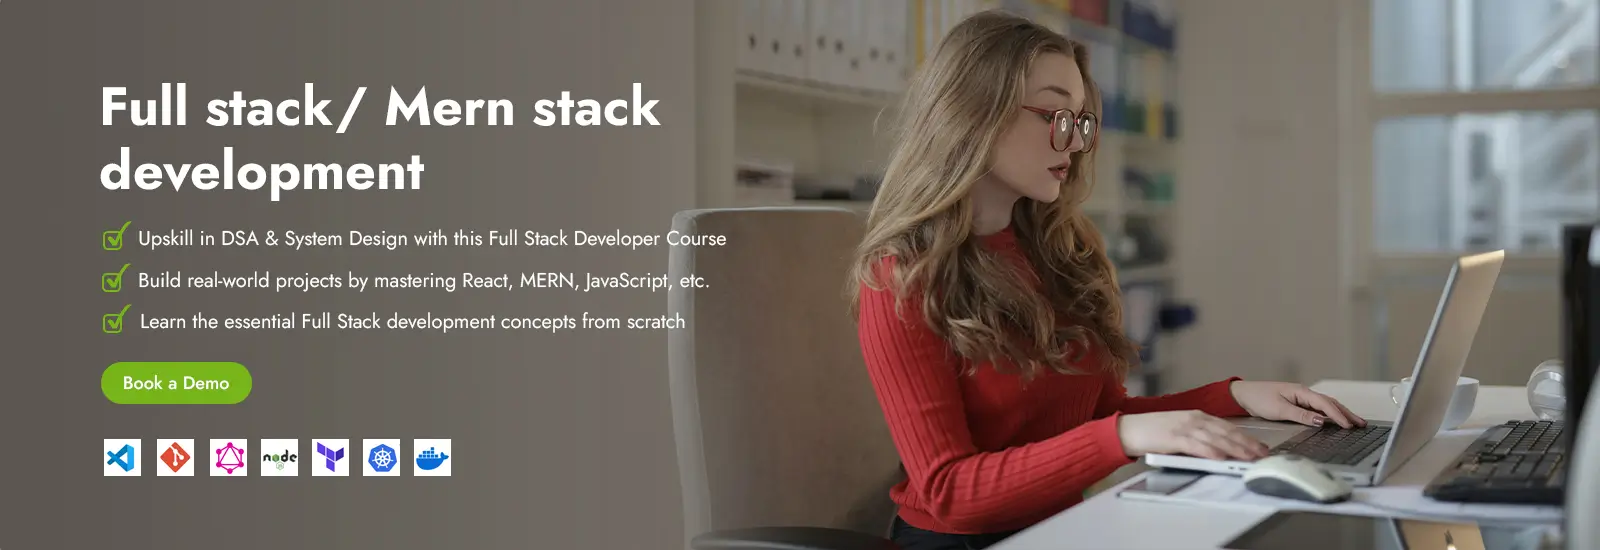 Full stack/ Mern stack
development
Upskill in DSA & System Design with this Full Stack Developer Course
Build real-world projects by mastering React, MERN, JavaScript, etc.
Learn the essential Full Stack development concepts from scratch
Book a Demo
node